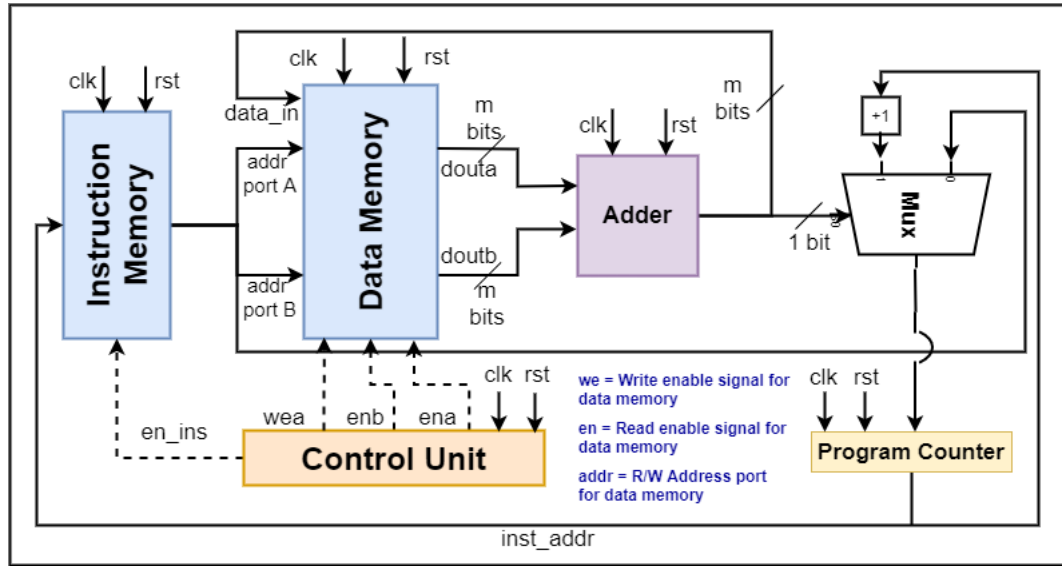 clk
rst
clk
rst
Instruction
Memory
data_in
addr
port A
addr
port B
Data Memory
m
bits
douta
doutb
m
bits
clk
rst
Adder
m
bits
1 bit
+1
1
0
Mux
en_ins
wea
enb
ena
clk
rst
Control Unit
we = Write enable signal for
data memory
en = Read enable signal for
data memory
addr = R/W Address port
for data memory
clk
rst
Program Counter
inst_addr